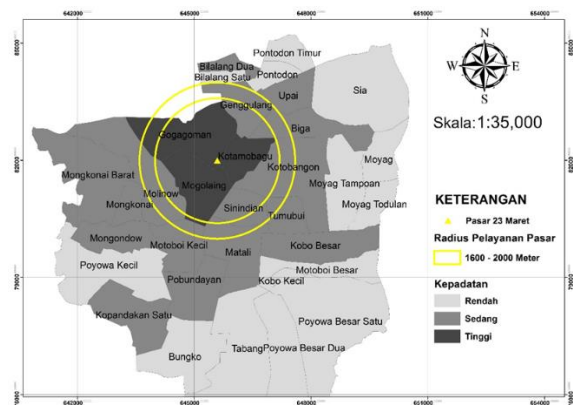 642000
645000
648000
651000
654000
85000
82000
79000
Pontodon Timur
Bilalang Dua
Bilalang Satu
Pontodon
Sia
Upai
Genggulang
Gogagoman
Biga
Kotamobagu
Kotobangon
Moyag
Mongkonai Barat
Mogolaing
Moyag Tampoan
Molinow
Mongkonai
Sinindian
Moyag Todulan
Tumubui
Mongondow
Motoboi Kecil
Matali
Kobo Besar
Poyowa Kecil
Motoboi Besar
Pobundayan
Kobo Kecil
Kopandakan Satu
Poyowa Besar Satu
Bungko
Tabang
Poyowa Besar Dua
642000
645000
648000
651000
654000
N
W
E
S
Skala:1:35,000
KETERANGAN
Pasar 23 Maret
Radius Pelayanan Pasar
1600 - 2000 Meter
Kepadatan
Rendah
Sedang
Tinggi